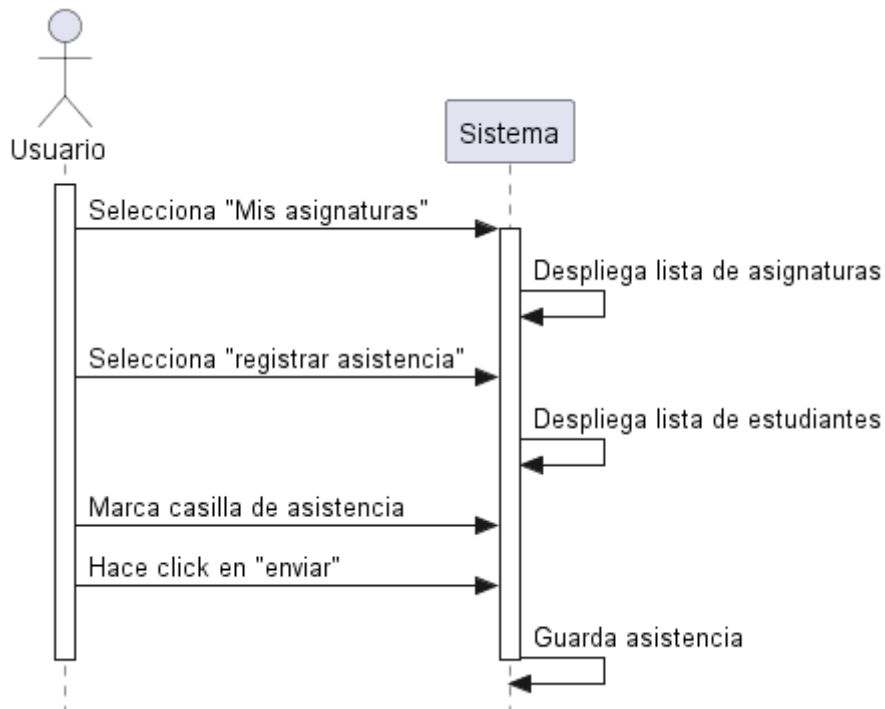 Usuario
Sistema
Selecciona "Mis asignaturas"
Despliega lista de asignaturas
Selecciona "registrar asistencia"
Despliega lista de estudiantes
Marca casilla de asistencia
Hace click en "enviar"
Guarda asistencia